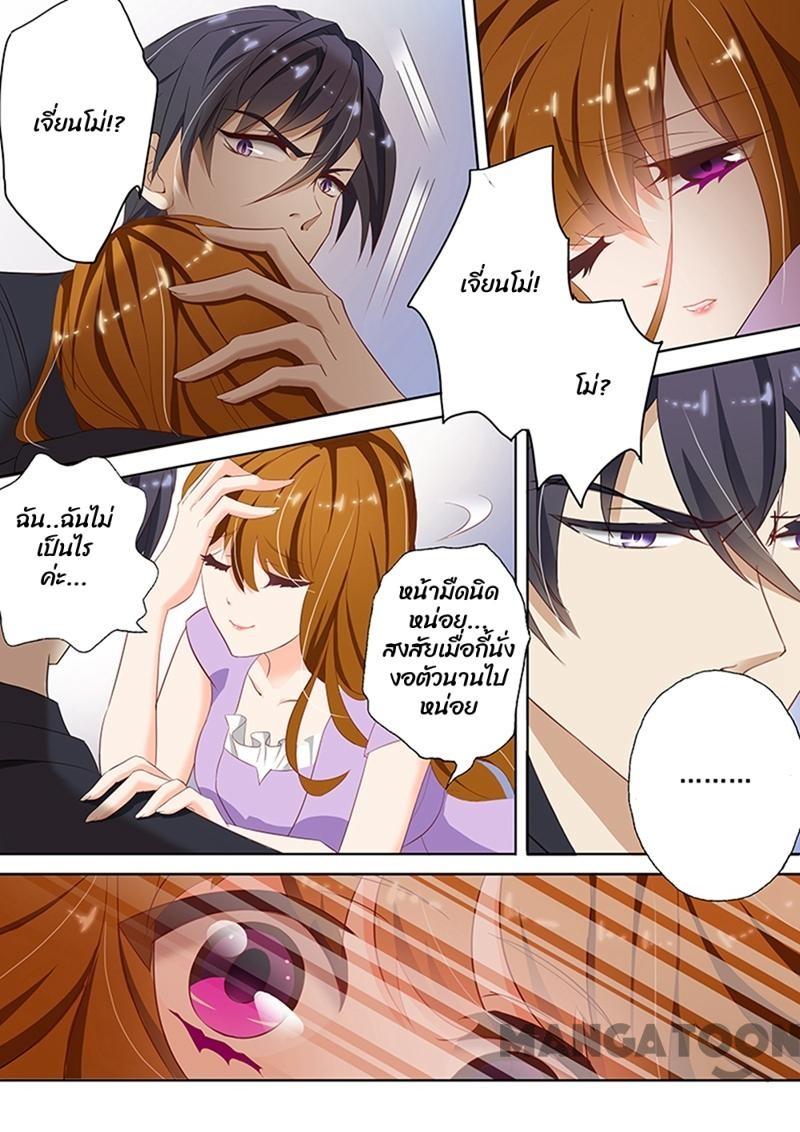 เจี่ยนโม่!?
เจี่ยนโม่!
โม่?
ฉัน..ฉันไม่
เป็นไร
ค่ะ...
หน้ามืดนิด
หน่อย...
สงสัยเมื่อกี้นั่ง
งอตัวนานไป
หน่อย
.........
MANGATOON